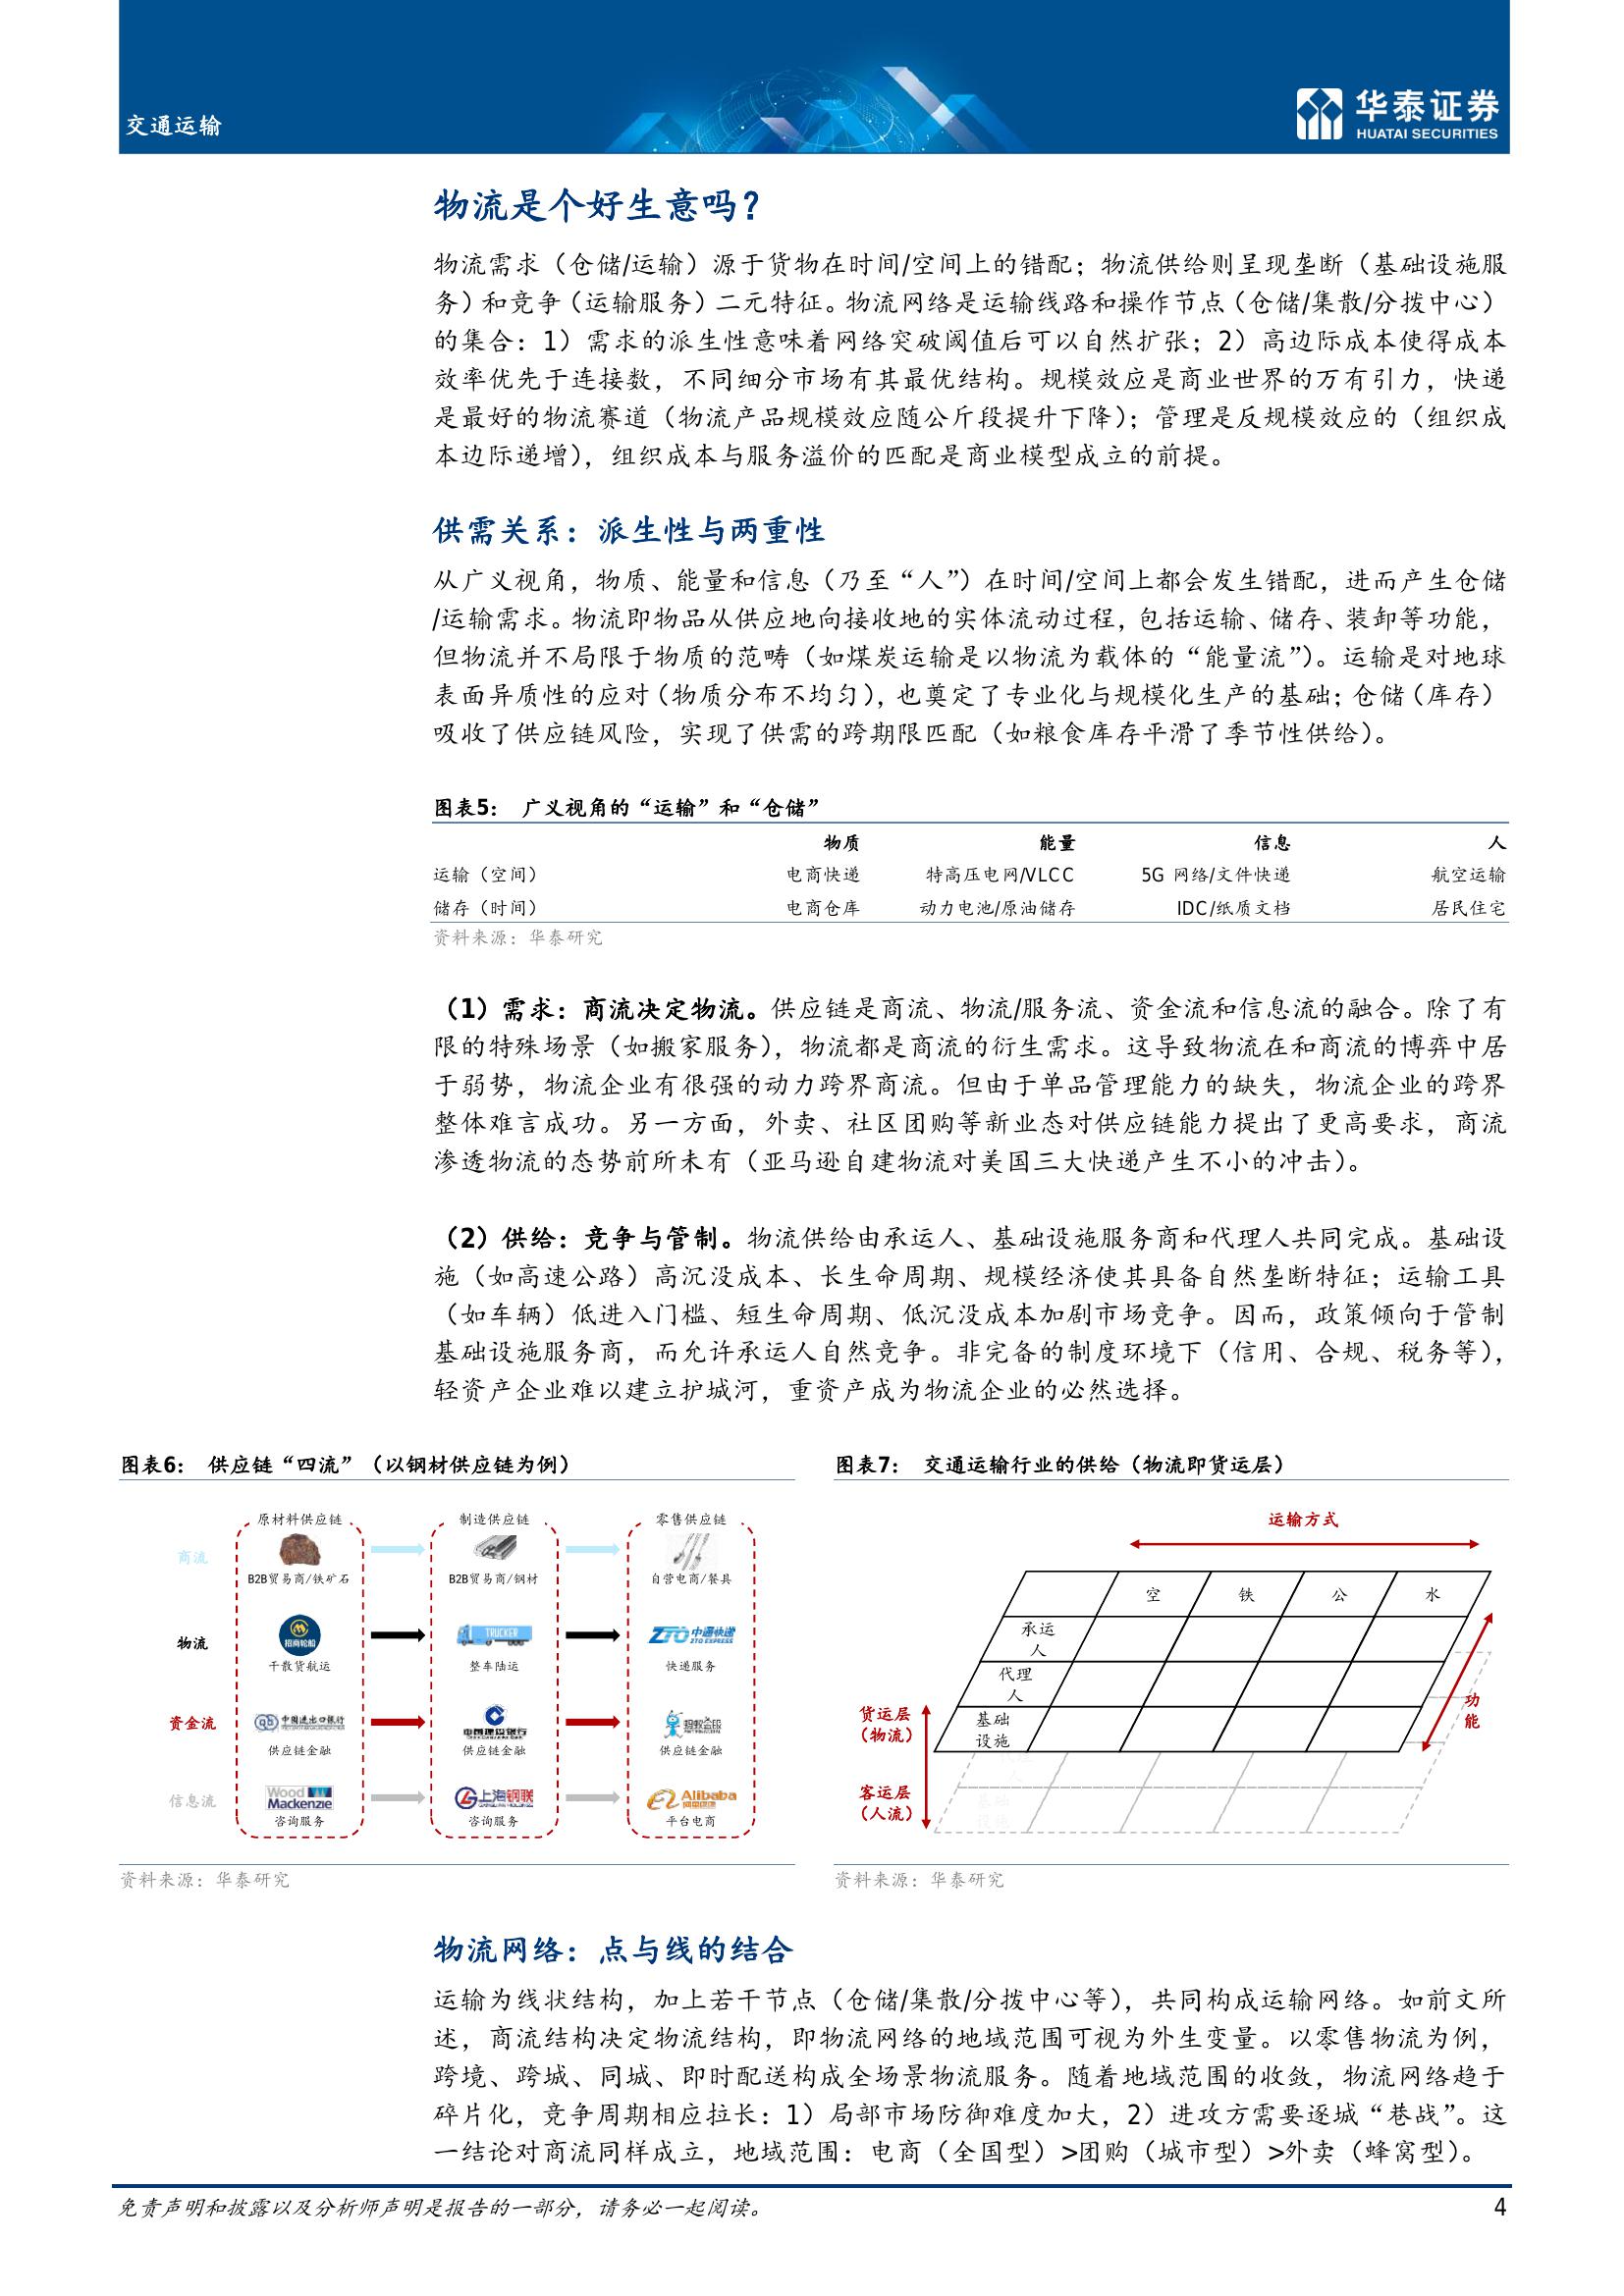 交通运输
华泰证券
HUATAI SECURITIES
物流是个好生意吗？
物流需求（仓储/运输）源于货物在时间/空间上的错配；物流供给则呈现垄断（基础设施服
务）和竞争（运输服务）二元特征。物流网络是运输线路和操作节点（仓储/集散/分拨中心）
的集合：1）需求的派生性意味着网络突破阈值后可以自然扩张；2）高边际成本使得成本
效率优先于连接数，不同细分市场有其最优结构。规模效应是商业世界的万有引力，快递
是最好的物流赛道（物流产品规模效应随公斤段提升下降）；管理是反规模效应的（组织成
本边际递增），组织成本与服务溢价的匹配是商业模型成立的前提。
供需关系：派生性与两重性
从广义视角，物质、能量和信息（乃至“人”）在时间/空间上都会发生错配，进而产生仓储
/运输需求。物流即物品从供应地向接收地的实体流动过程，包括运输、储存、装卸等功能，
但物流并不局限于物质的范畴（如煤炭运输是以物流为载体的“能量流”）。运输是对地球
表面异质性的应对（物质分布不均匀），也奠定了专业化与规模化生产的基础；仓储（库存）
吸收了供应链风险，实现了供需的跨期限匹配（如粮食库存平滑了季节性供给）。
图表5： 广义视角的“运输”和“仓储”
物质 能量 信息 人
运输（空间） 电商快递 特高压电网/VLCC 5G 网络/文件快递 航空运输
储存（时间） 电商仓库 动力电池/原油储存 IDC/纸质文档 居民住宅
资料来源：华泰研究
（1）需求：商流决定物流。供应链是商流、物流/服务流、资金流和信息流的融合。除了有
限的特殊场景（如搬家服务），物流都是商流的衍生需求。这导致物流在和商流的博弈中居
于弱势，物流企业有很强的动力跨界商流。但由于单品管理能力的缺失，物流企业的跨界
整体难言成功。另一方面，外卖、社区团购等新业态对供应链能力提出了更高要求，商流
渗透物流的态势前所未有（亚马逊自建物流对美国三大快递产生不小的冲击）。
（2）供给：竞争与管制。物流供给由承运人、基础设施服务商和代理人共同完成。基础设
施（如高速公路）高沉没成本、长生命周期、规模经济使其具备自然垄断特征；运输工具
（如车辆）低进入门槛、短生命周期、低沉没成本加剧市场竞争。因而，政策倾向于管制
基础设施服务商，而允许承运人自然竞争。非完备的制度环境下（信用、合规、税务等），
轻资产企业难以建立护城河，重资产成为物流企业的必然选择。
图表6： 供应链“四流”（以钢材供应链为例）
原材料供应链 制造供应链 零售供应链
商流
B2B贸易商/铁矿石 B2B贸易商/钢材 自营电商/餐具
招商轮船 TRUCKER ZTO 中通快递
ZTO EXPRESS
物流
干散货航运 整车陆运 快递服务
资金流 中国进出口银行 中国建设银行 蚂蚁金服
供应链金融 供应链金融 供应链金融
信息流 Wood Mackenzie 上海钢联 Alibaba
咨询服务 咨询服务 平台电商
资料来源：华泰研究
图表7： 交通运输行业的供给（物流即货运层）
运输方式
空 铁 公 水
承运
人
代理
人
基础
设施
功
能
货运层
（物流）
客运层
（人流）
资料来源：华泰研究
物流网络：点与线的结合
运输为线状结构，加上若干节点（仓储/集散/分拨中心等），共同构成运输网络。如前文所
述，商流结构决定物流结构，即物流网络的地域范围可视为外生变量。以零售物流为例，
跨境、跨城、同城、即时配送构成全场景物流服务。随着地域范围的收敛，物流网络趋于
碎片化，竞争周期相应拉长：1）局部市场防御难度加大，2）进攻方需要逐城“巷战”。这
一结论对商流同样成立，地域范围：电商（全国型）>团购（城市型）>外卖（蜂窝型）。
免责声明和披露以及分析师声明是报告的一部分，请务必一起阅读。
4